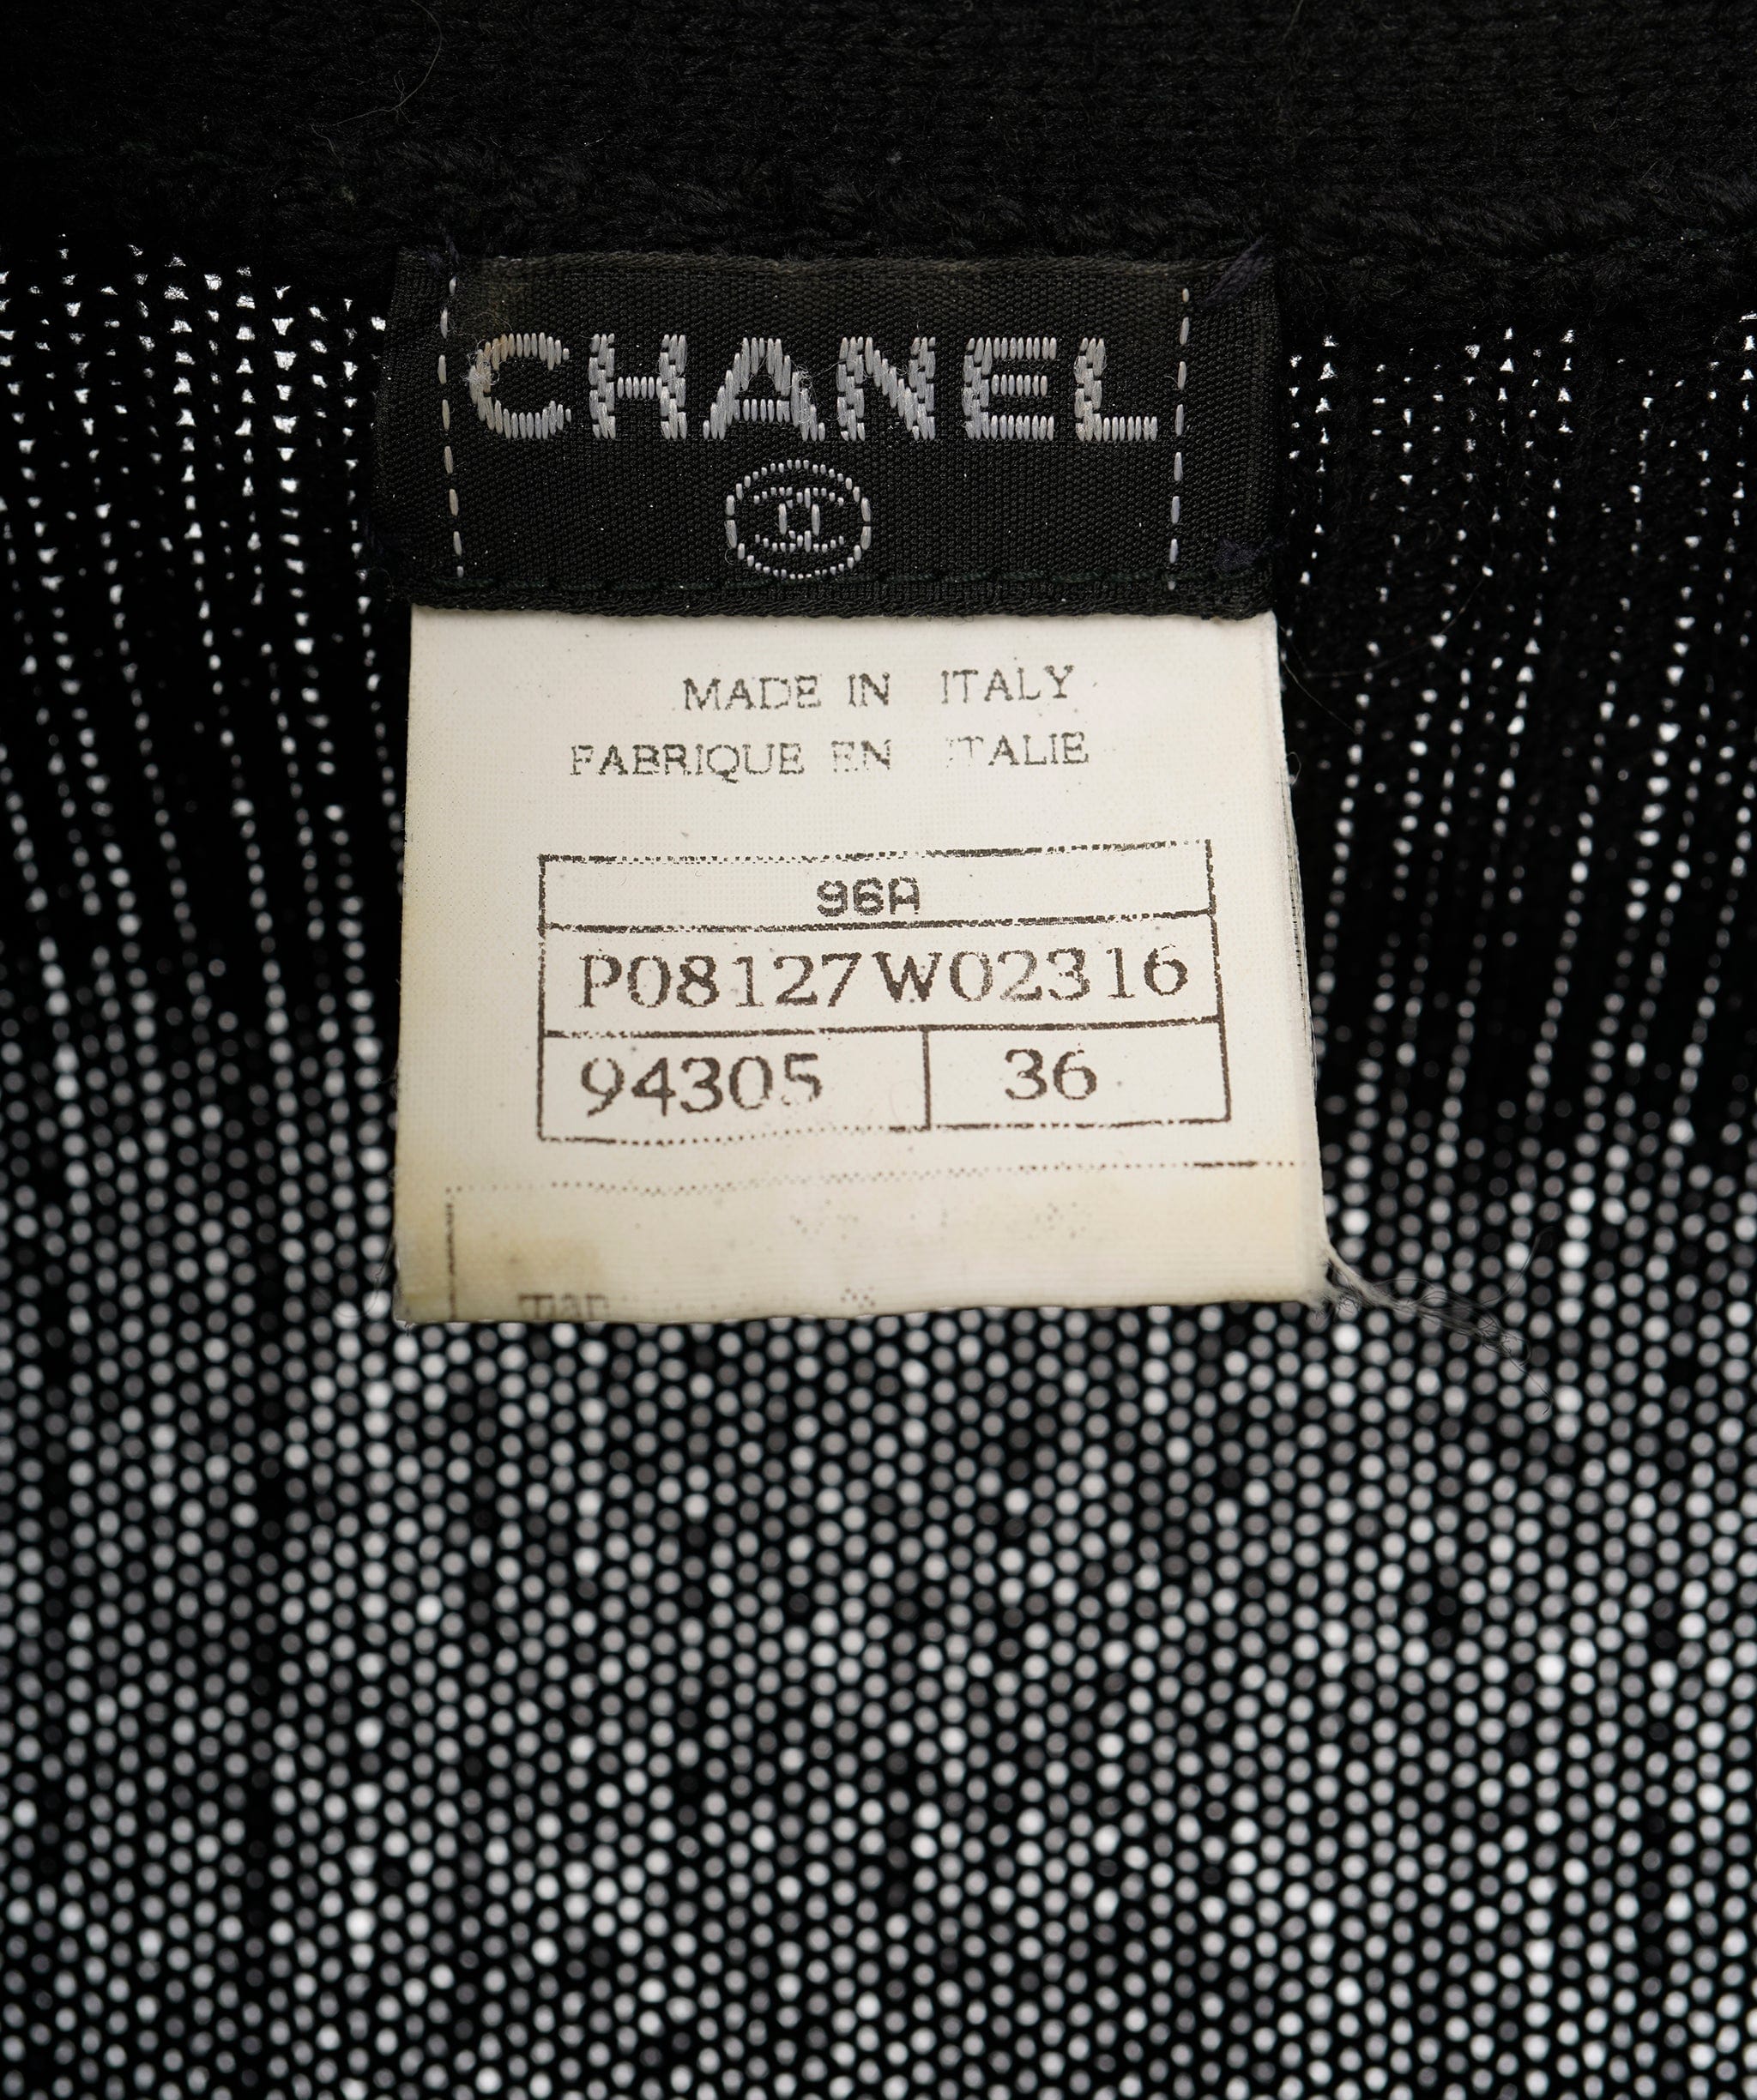 CHANEL
MADE IN ITALY
FABRIQUE EN ITALIE
96A
P08127W02316
94305 36